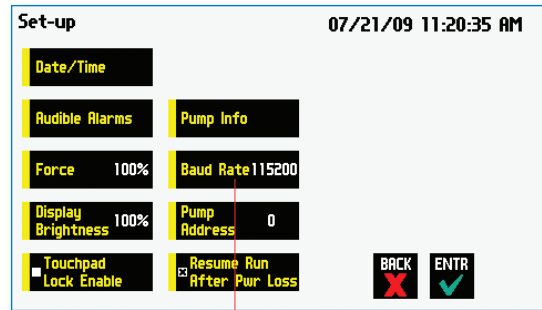 Set-up 07/21/09 11:20:35 AM
Date/Time
Audible Alarms
Pump Info
Force 100%
Baud Rate 115200
Display
Brightness 100%
Pump
Address 0
Touchpad
Lock Enable
Resume Run
After Pwr Loss
BACK
ENTR